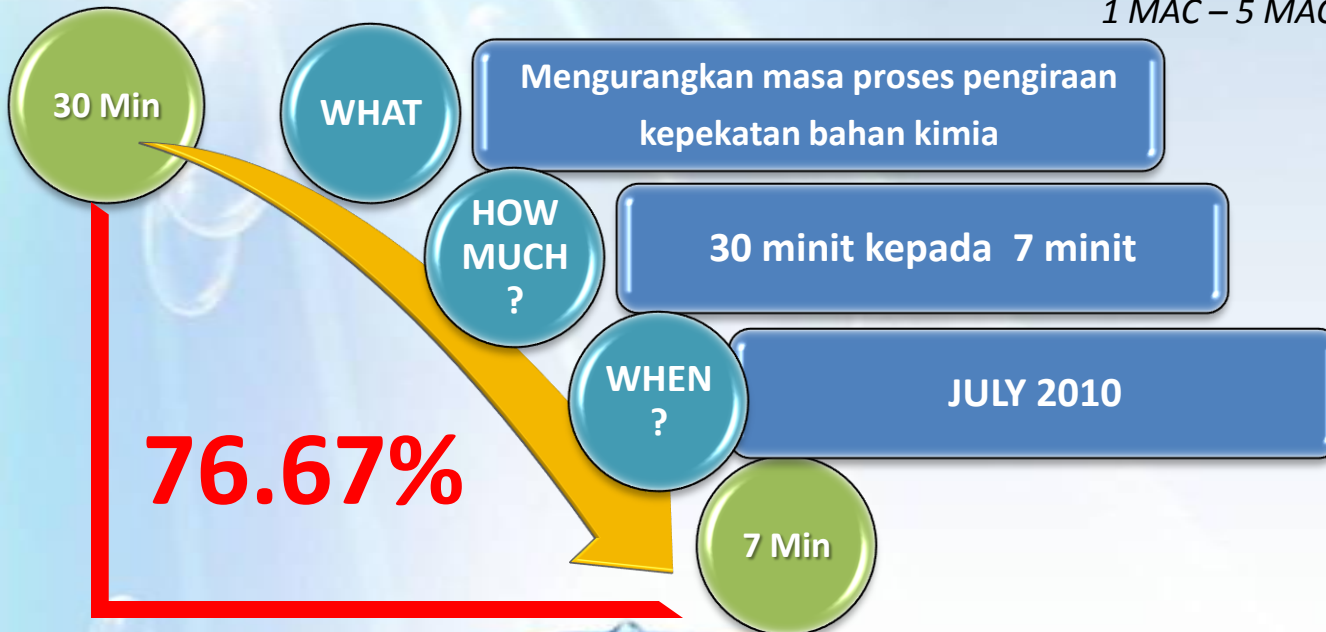 1 MAC – 5 MAC
30 Min
WHAT
Mengurangkan masa proses pengiraan
kepekatan bahan kimia
HOW
MUCH
?
30 minit kepada 7 minit
WHEN
?
JULY 2010
76.67%
7 Min